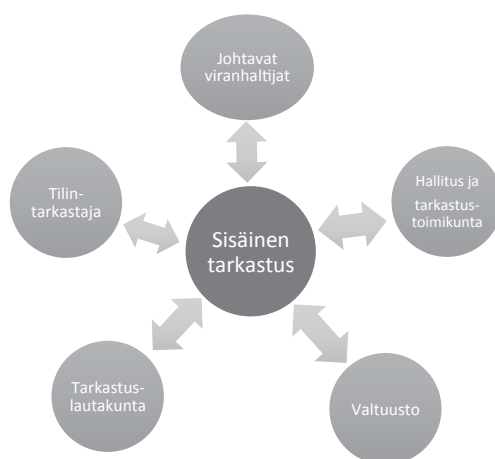 Johtavat
viranhaltijat
Hallitus ja
tarkastus-
toimikunta
Tilin-
tarkastaja
Sisäinen
tarkastus
Tarkastus-
lautakunta
Valtuusto